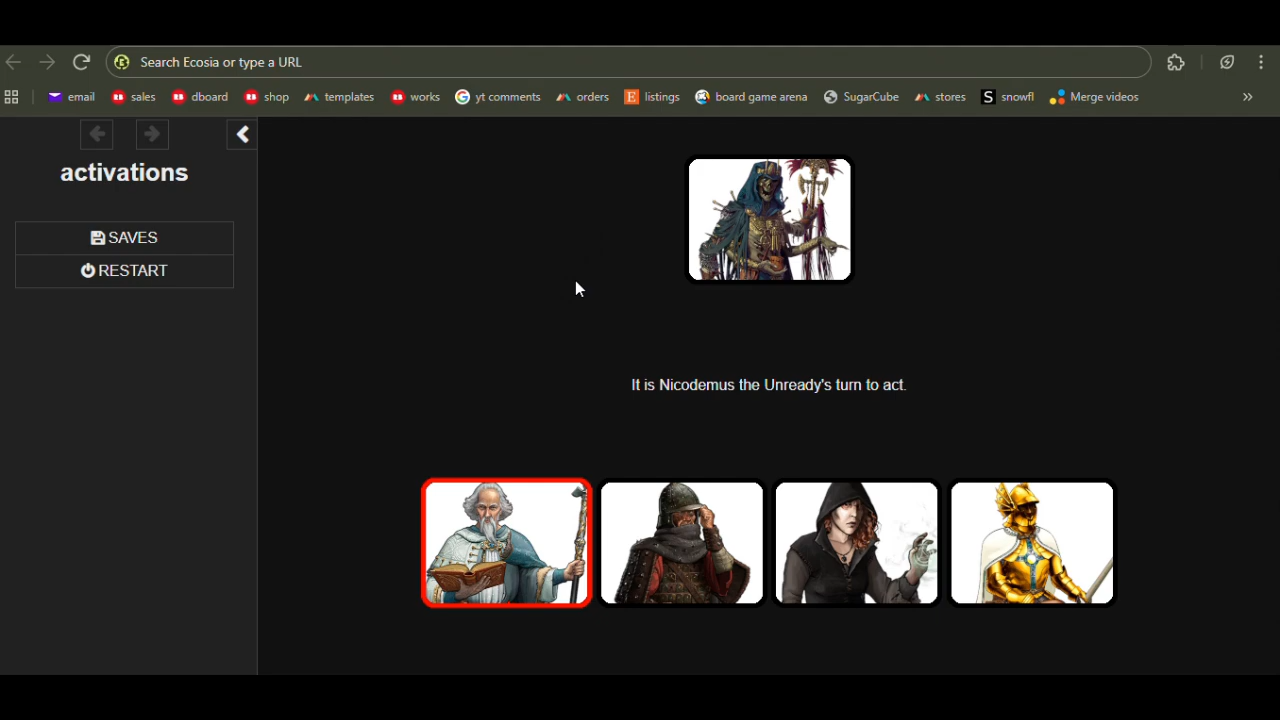 Search Ecosia or type a URL
email sales dboard shop templates works yt comments orders listings board game arena SugarCube stores snowfl Merge videos »
activations
SAVES
RESTART
It is Nicodemus the Unready's turn to act.